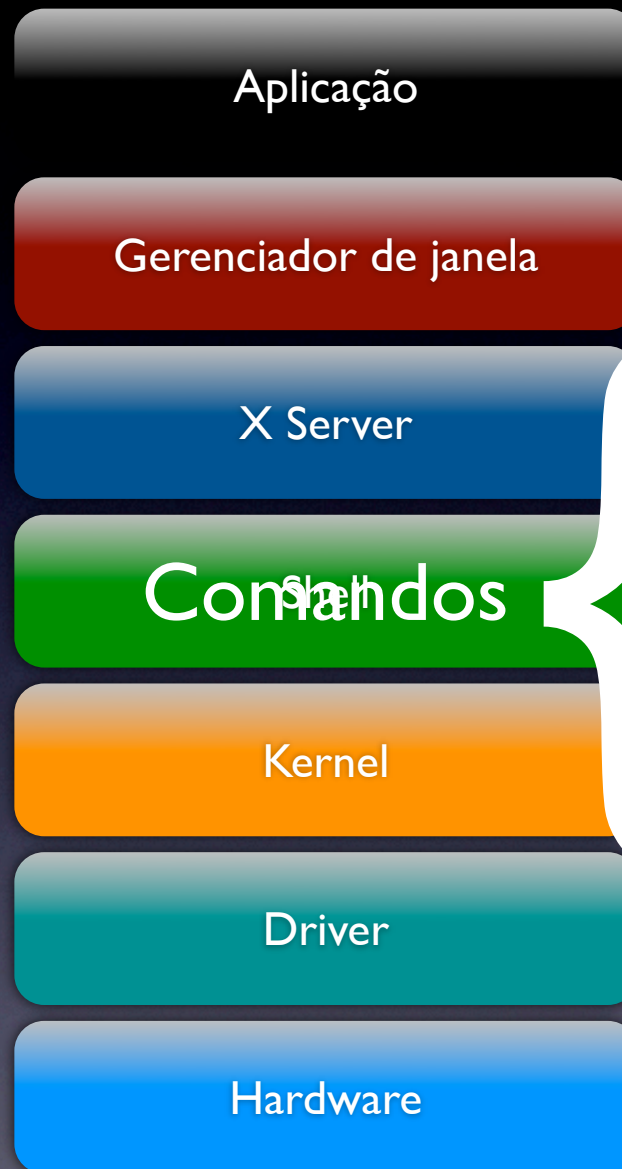 Aplicação
Gerenciador de janela
X Server
Shell
Comandos
Kernel
Driver
Hardware